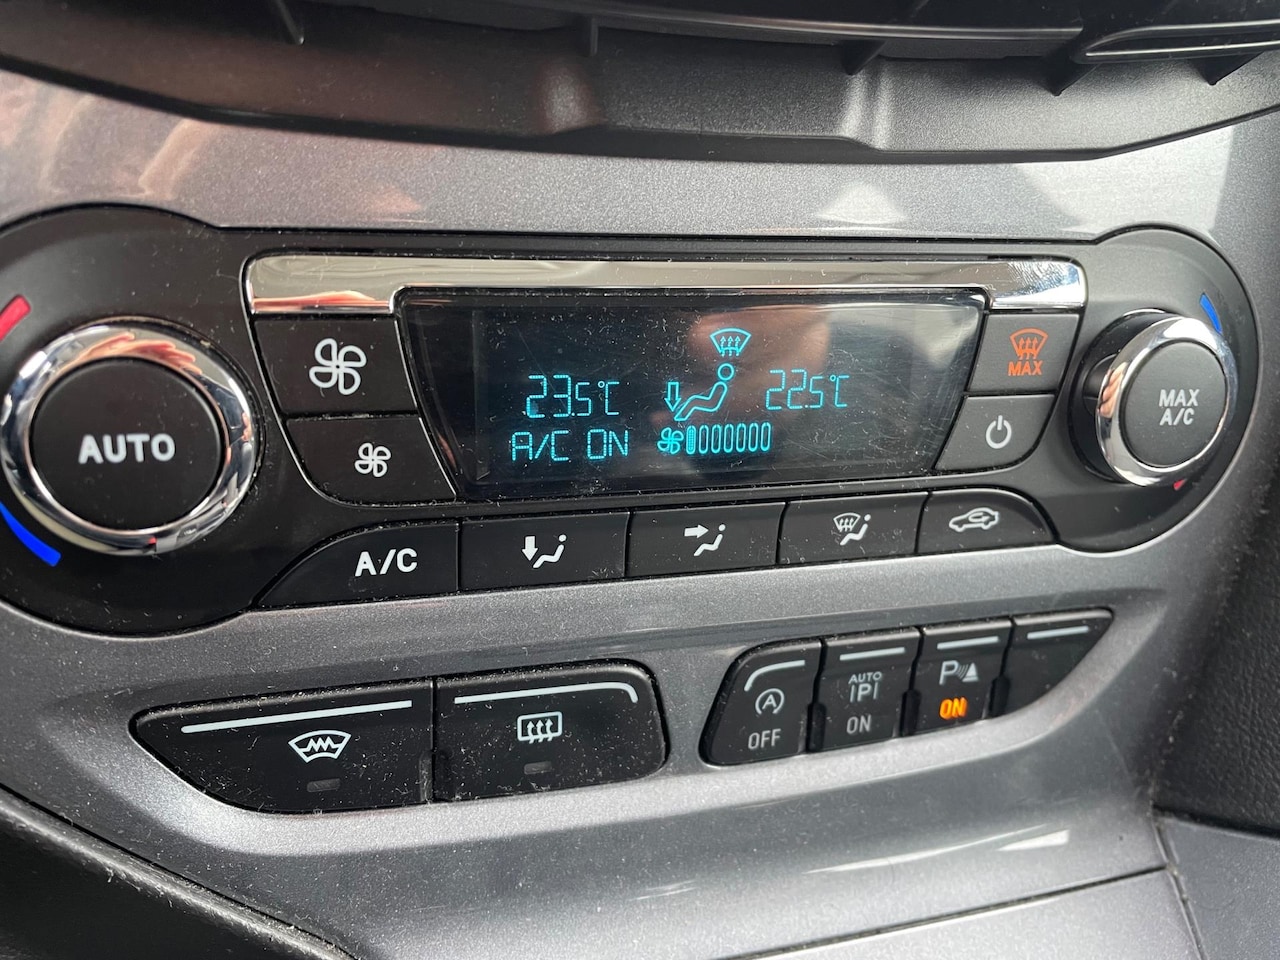 MAX
23.5°C
22.5°C
AUTO
MAX
A/C
A/C ON
A/C
AUTO
P
ON
OFF
ON
A
P